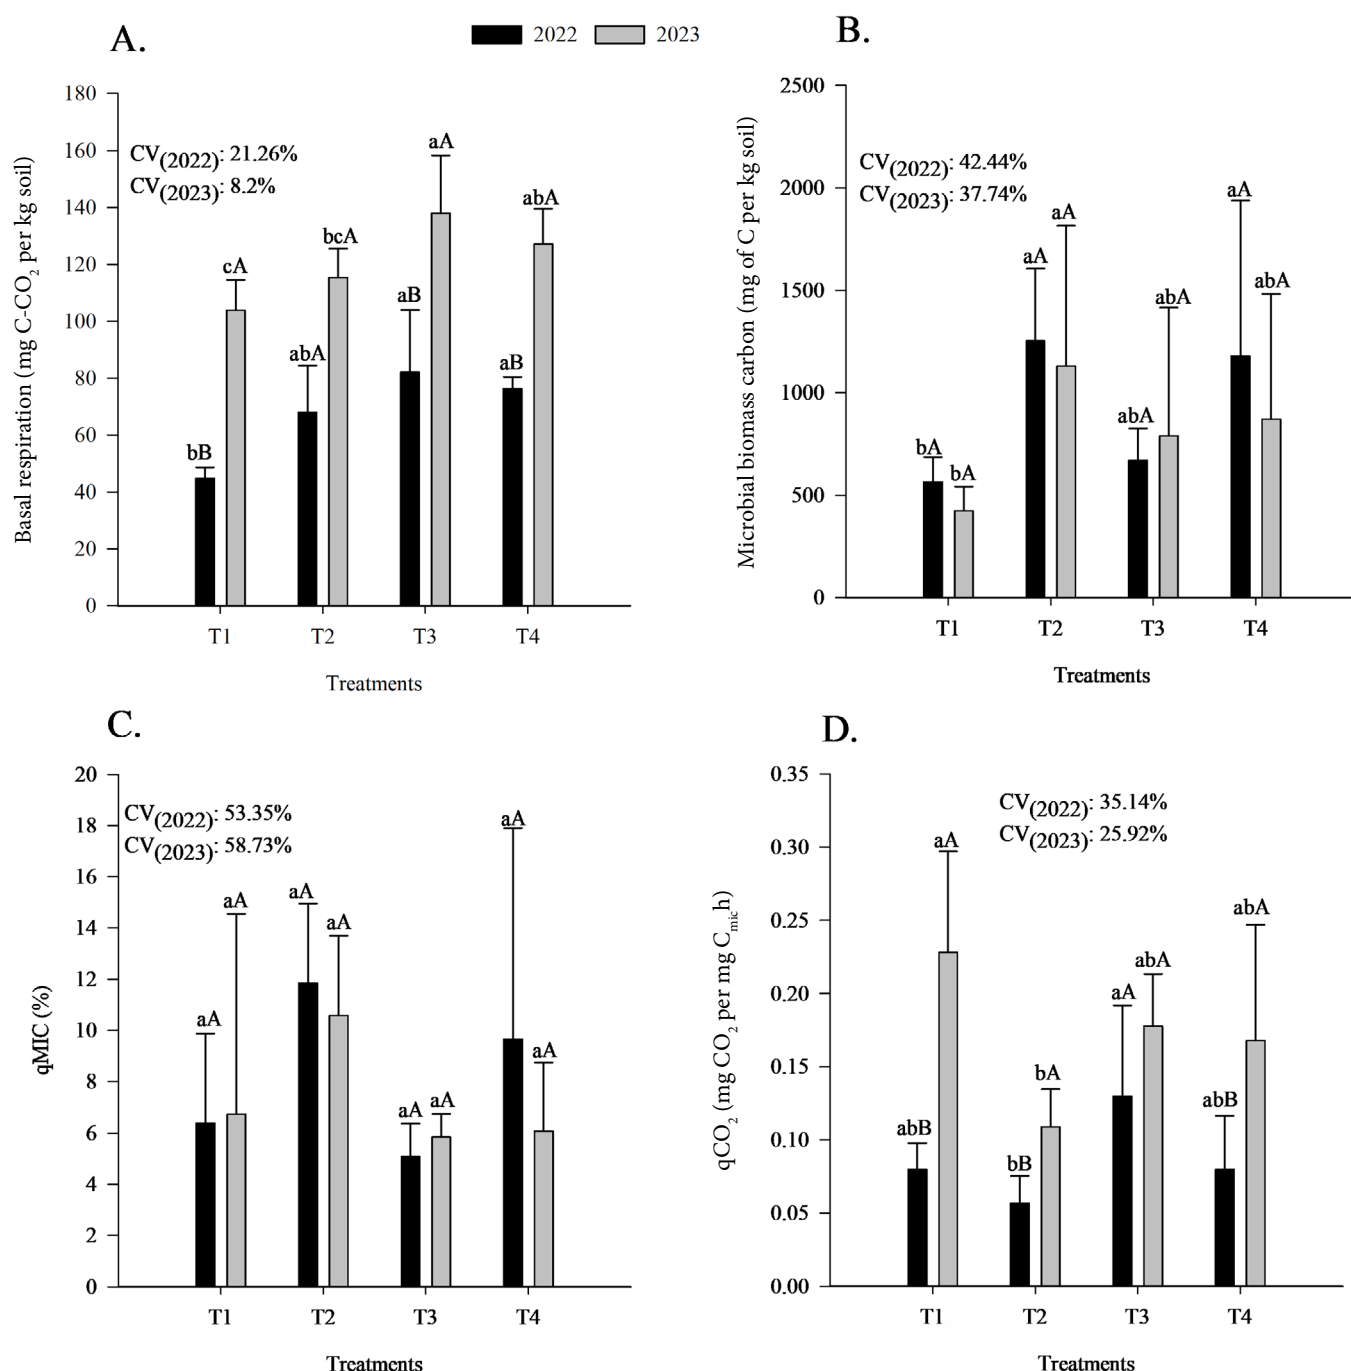 A.
2022 2023
Basal respiration (mg C-CO2 per kg soil)
180
160
140
120
100
80
60
40
20
0
CV(2022): 21.26%
CV(2023): 8.2%
bB cA abA bcA aB aA aB abA
T1 T2 T3 T4
Treatments
B.
Microbial biomass carbon (mg of C per kg soil)
2500
2000
1500
1000
500
0
CV(2022): 42.44%
CV(2023): 37.74%
bA bA aA aA abA abA aA abA
T1 T2 T3 T4
Treatments
C.
qMIC (%)
20
18
16
14
12
10
8
6
4
2
0
CV(2022): 53.35%
CV(2023): 58.73%
aA aA aA aA aA aA aA aA
T1 T2 T3 T4
Treatments
D.
qCO2 (mg CO2 per mg Cmic h)
0.35
0.30
0.25
0.20
0.15
0.10
0.05
0.00
CV(2022): 35.14%
CV(2023): 25.92%
abB aA bB bA aA abA abB abA
T1 T2 T3 T4
Treatments